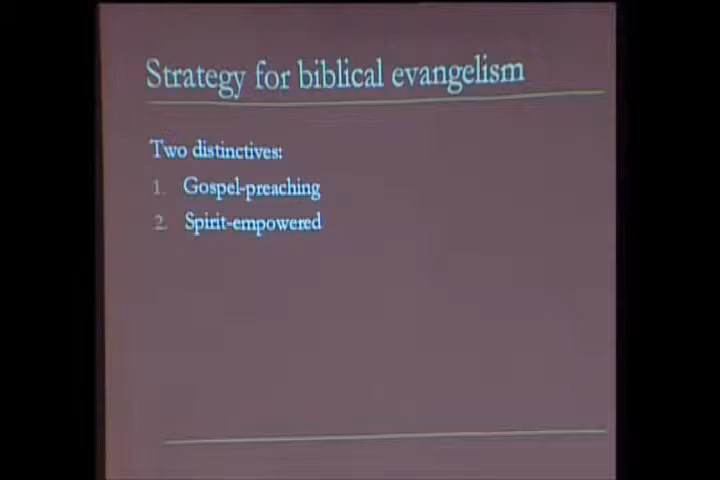 Strategy for biblical evangelism
Two distinctives:
1. Gospel-preaching
2. Spirit-empowered